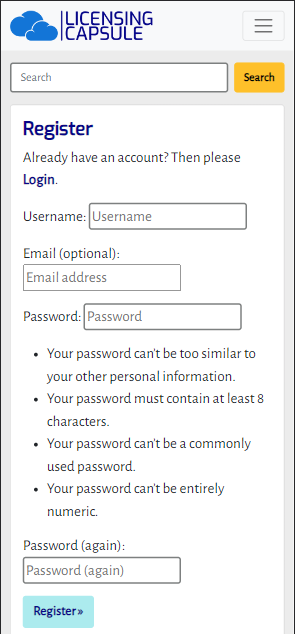 LICENSING
CAPSULE
Search
Search
Register
Already have an account? Then please
Login.
Username: Username
Email (optional):
Email address
Password: Password
• Your password can't be too similar to
your other personal information.
• Your password must contain at least 8
characters.
• Your password can't be a commonly
used password.
• Your password can't be entirely
numeric.
Password (again):
Password (again)
Register »